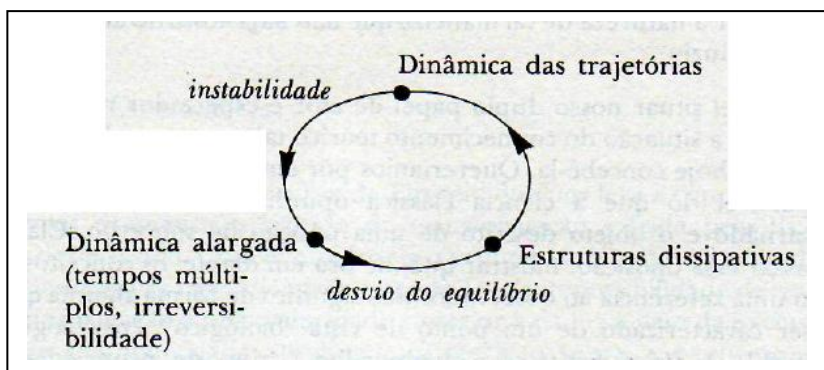 Dinâmica das trajetórias
instabilidade
Dinâmica alargada
(tempos múlti-
plos, irreversi-
bilidade)
Estruturas dissipativas
desvio do equilíbrio